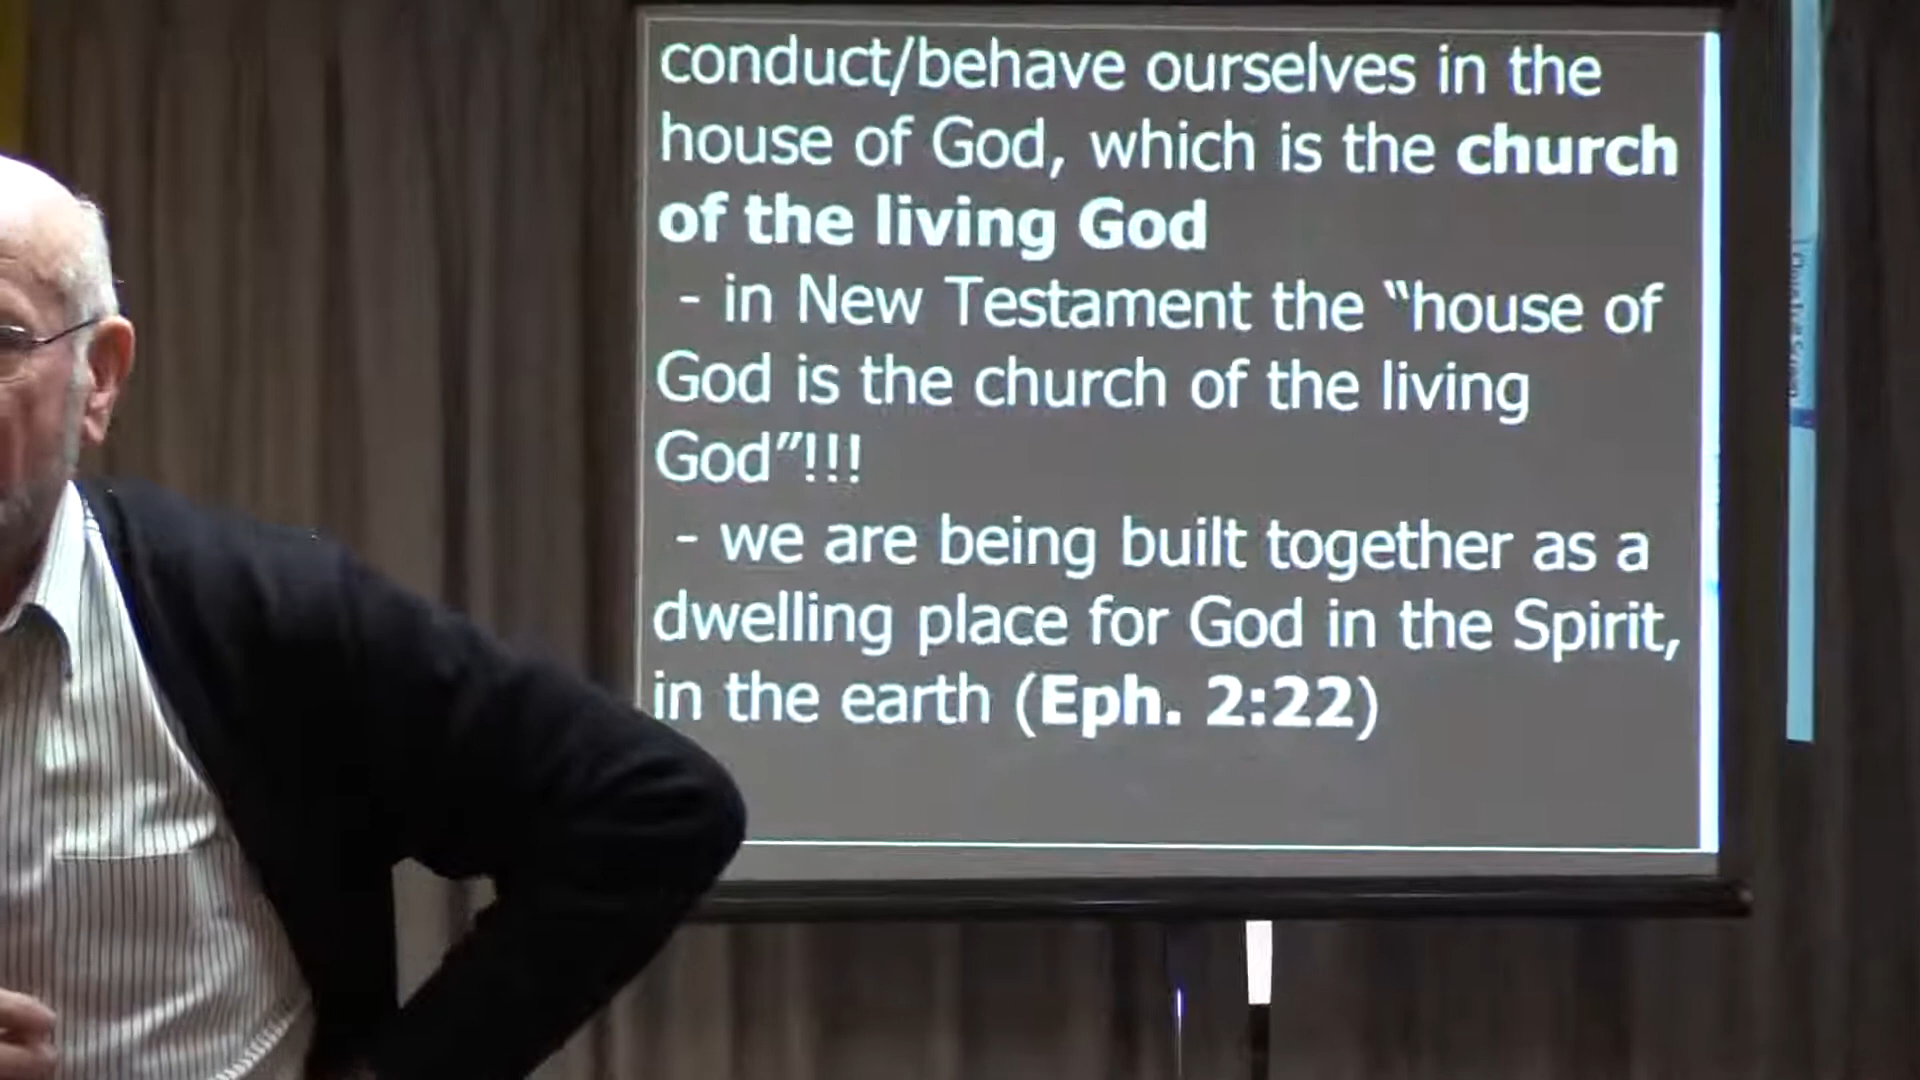 conduct/behave ourselves in the
house of God, which is the church
of the living God
- in New Testament the “house of
God is the church of the living
God”!!!
- we are being built together as a
dwelling place for God in the Spirit,
in the earth (Eph. 2:22)